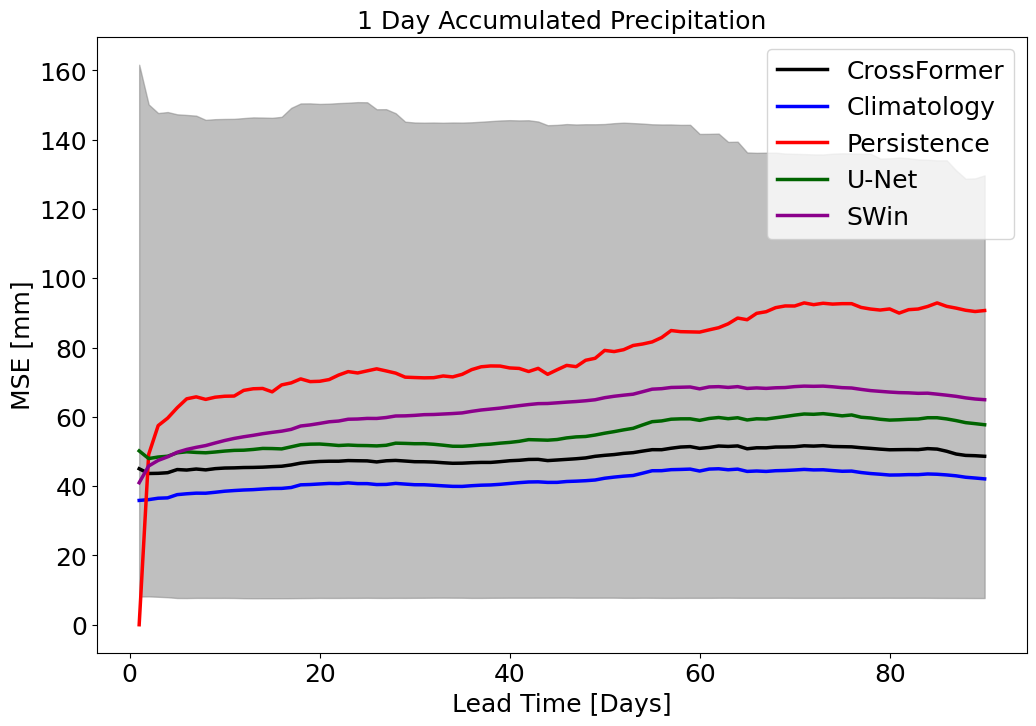 1 Day Accumulated Precipitation
MSE [mm]
160
140
120
100
80
60
40
20
0
CrossFormer
Climatology
Persistence
U-Net
SWin
0 20 40 60 80
Lead Time [Days]